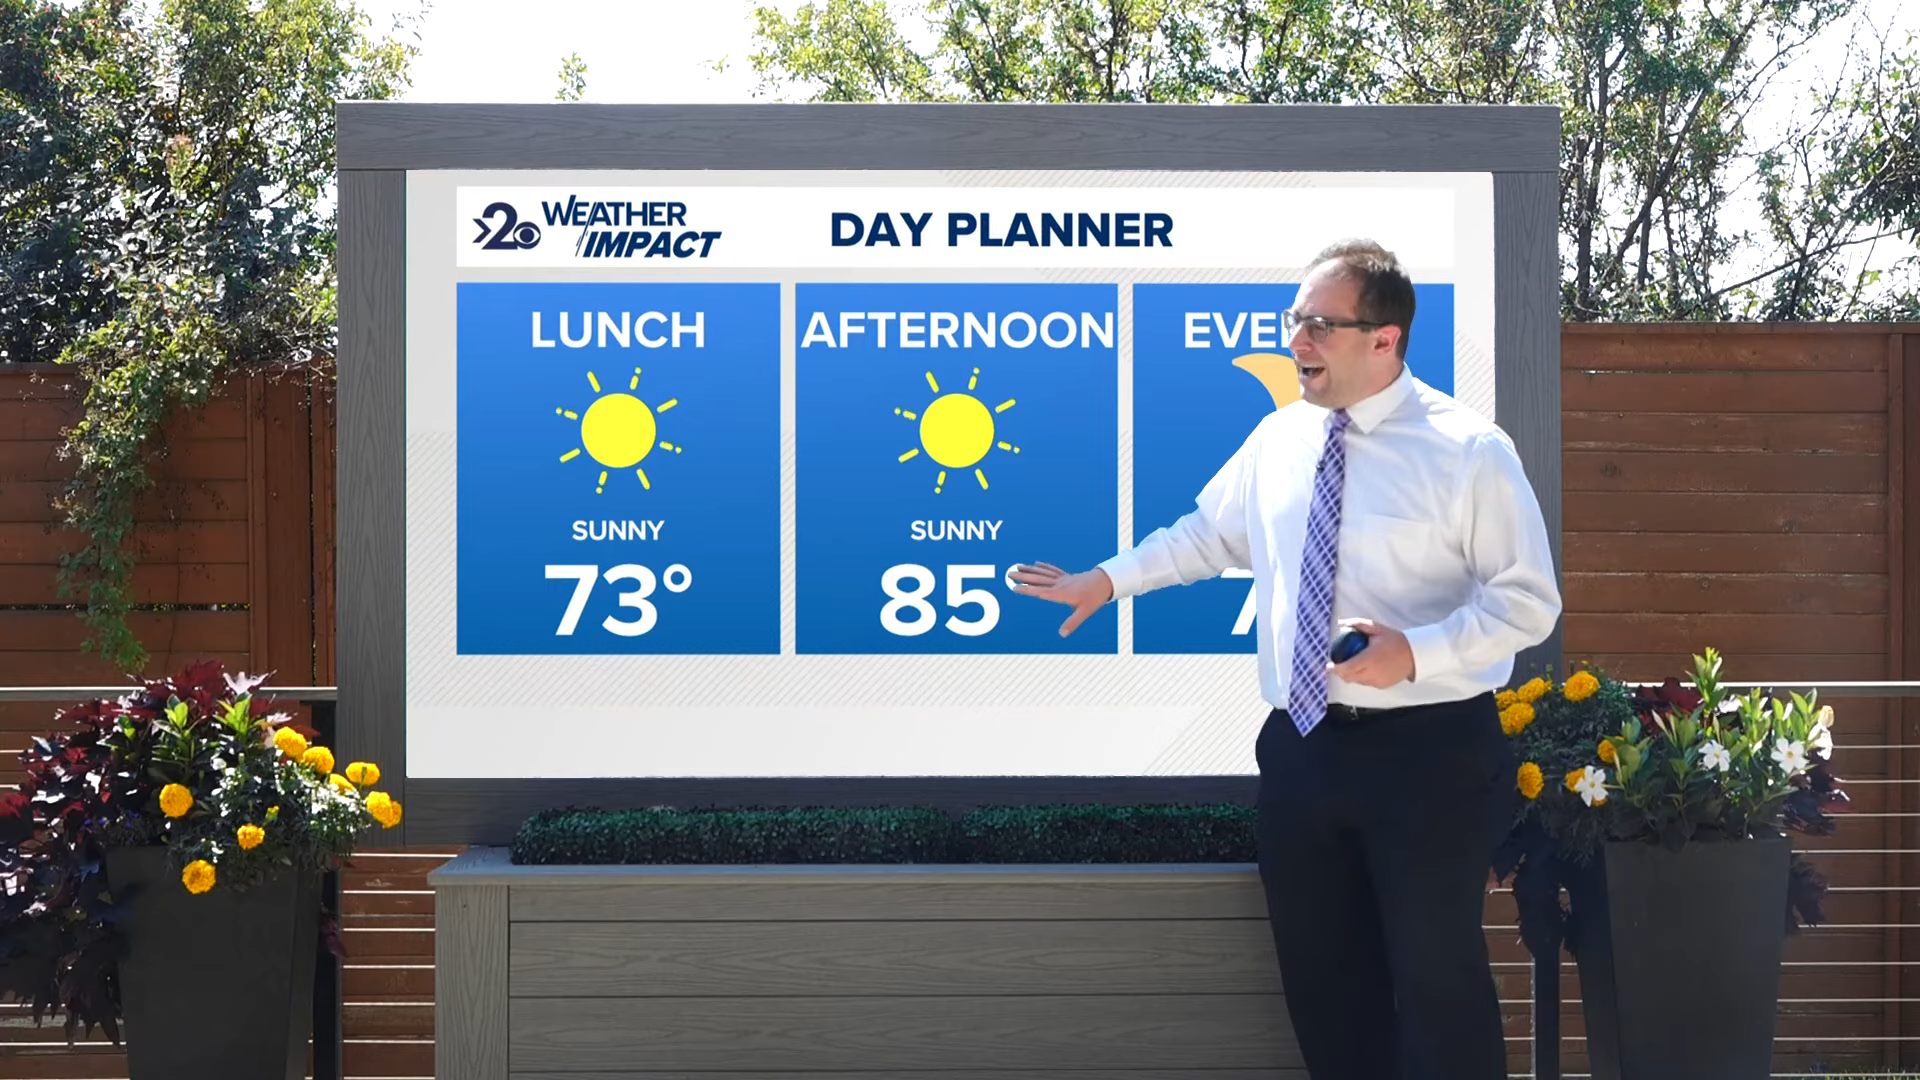 2 WEATHER
IMPACT
DAY PLANNER
LUNCH
SUNNY
73°
AFTERNOON
SUNNY
85°